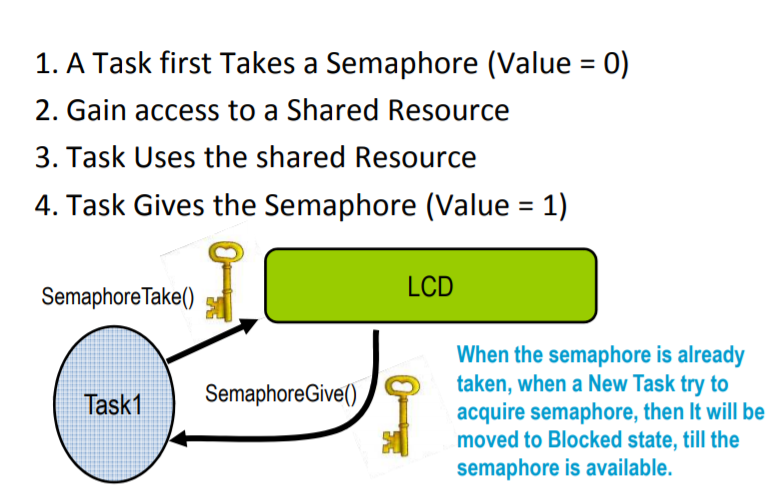 1. A Task first Takes a Semaphore (Value = 0)
2. Gain access to a Shared Resource
3. Task Uses the shared Resource
4. Task Gives the Semaphore (Value = 1)
LCD
SemaphoreTake()
Task1
SemaphoreGive()
When the semaphore is already
taken, when a New Task try to
acquire semaphore, then It will be
moved to Blocked state, till the
semaphore is available.